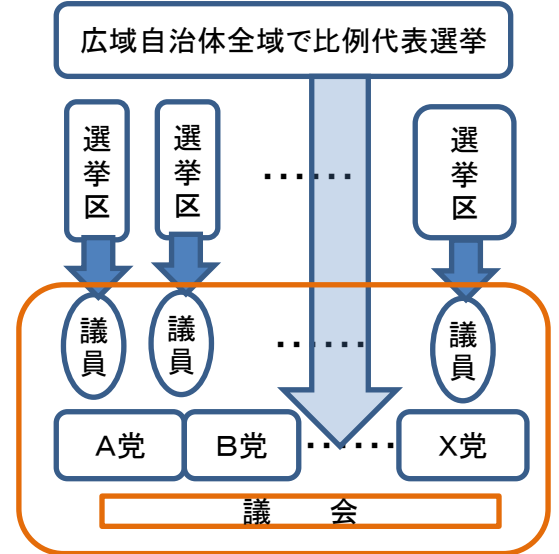 広域自治体全域で比例代表選挙
選挙区
選挙区
……
選挙区
議員
議員
……
議員
A党
B党
……
X党
議　会